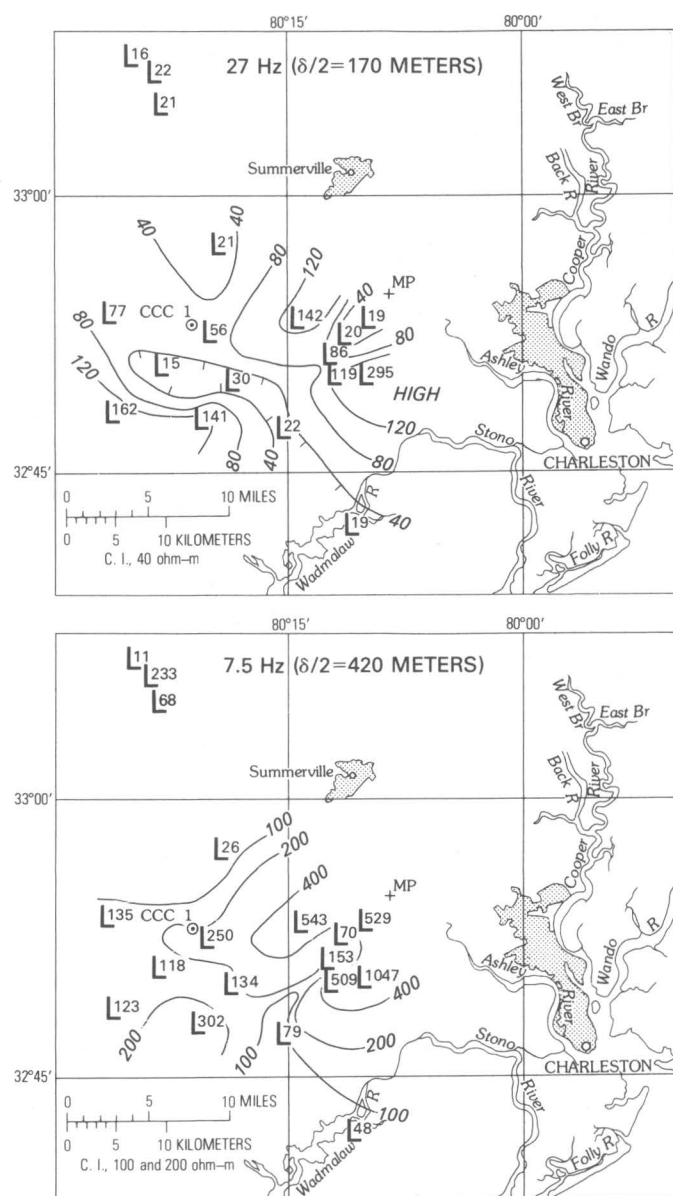 80°15'
80°00'
16
22
21
27 Hz (δ/2=170 METERS)
West Br
East Br
Summerville
Back R
River
33°00'
40
40
21
80
120
Cooper
MP
77
CCC 1
56
142
40
19
20
80
86
Wando
R
80
15
30
119
295
Ashley
120
HIGH
River
162
141
22
120
Stono
80
40
80
CHARLESTON
32°45'
0 5 10 MILES
R
River
0 5 10 KILOMETERS
19
40
C. I., 40 ohm–m
Wadmalaw
Folly R.
80°15'
80°00'
11
233
68
7.5 Hz (δ/2=420 METERS)
West Br
East Br
Summerville
Back R
River
33°00'
100
200
26
400
Cooper
MP
135
CCC 1
250
543
529
70
153
Wando
R
118
134
509
1047
Ashley
400
River
123
302
200
79
100
200
Stono
CHARLESTON
32°45'
0 5 10 MILES
R
100
River
0 5 10 KILOMETERS
48
C. I., 100 and 200 ohm–m
Wadmalaw
Folly R.